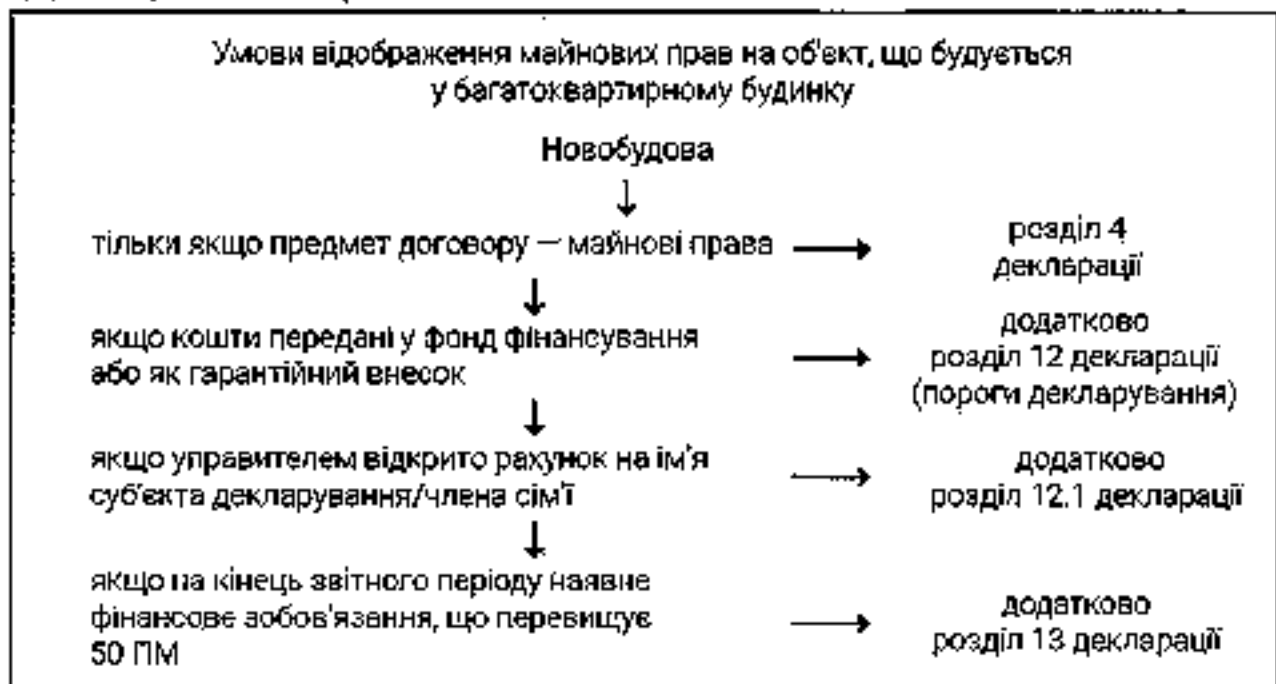 Умови відображення майнових прав на об'єкт, що будується
у багатоквартирному будинку
Новобудова
тільки якщо предмет договору — майнові права
розділ 4
декларації
якщо кошти передані у фонд фінансування
або як гарантійний внесок
додатково
розділ 12 декларації
(пороги декларування)
якщо управителем відкрито рахунок на ім'я
суб'єкта декларування/члена сім'ї
додатково
розділ 12.1 декларації
якщо на кінець звітного періоду наявне
фінансове зобов'язання, що перевищує
50 ПМ
додатково
розділ 13 декларації